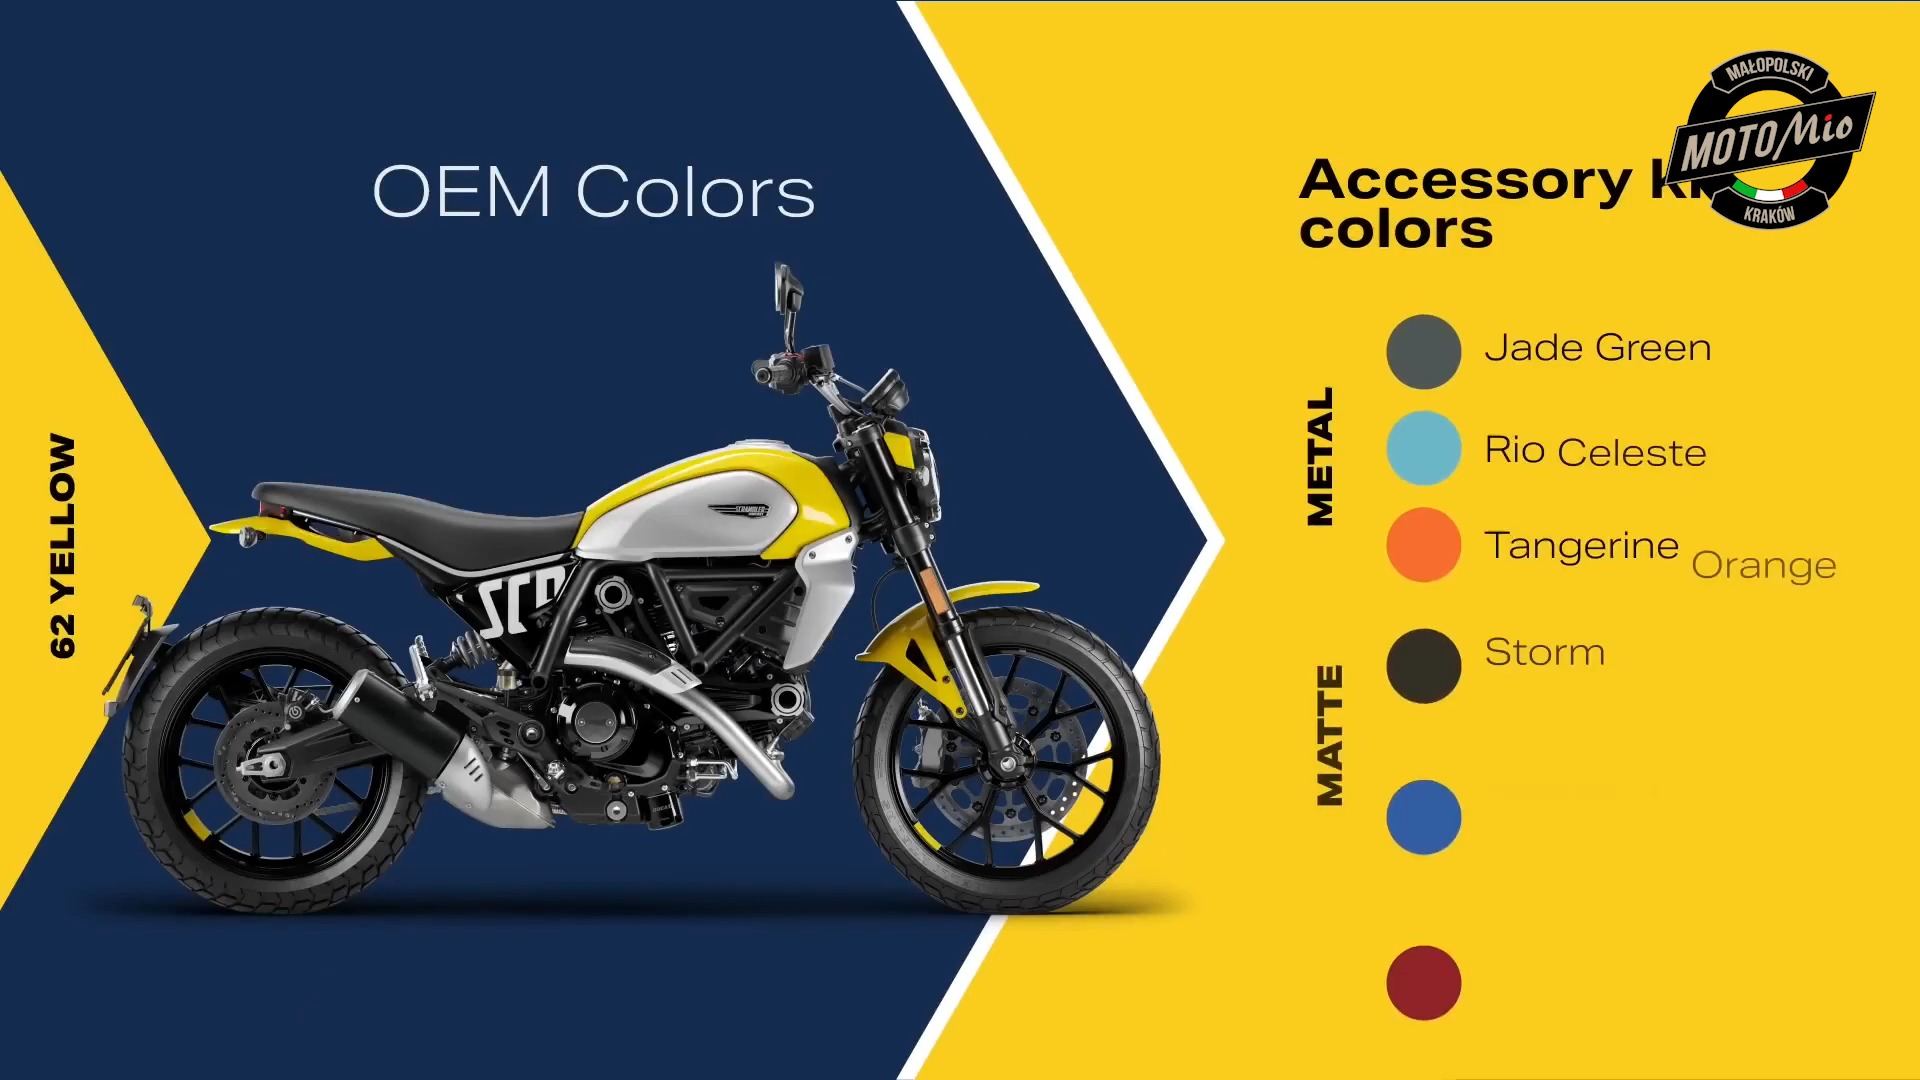 OEM Colors
62 YELLOW
SCRAMBLER
MAŁOPOLSKI
MOTO Mio
KRAKÓW
Accessory
colors
METAL
Jade Green
Rio Celeste
Tangerine Orange
MATTE
Storm